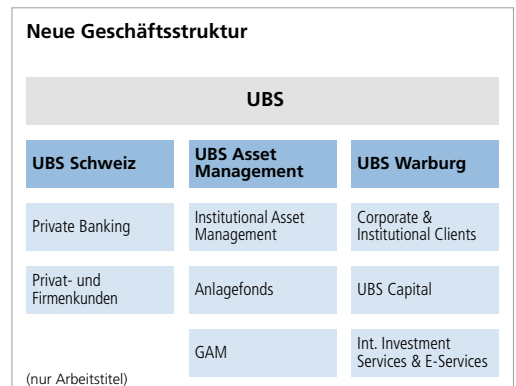 Neue Geschäftsstruktur
UBS
UBS Schweiz
UBS Asset
Management
UBS Warburg
Private Banking
Institutional Asset
Management
Corporate &
Institutional Clients
Privat- und
Firmenkunden
Anlagefonds
UBS Capital
GAM
Int. Investment
Services & E-Services
(nur Arbeitstitel)